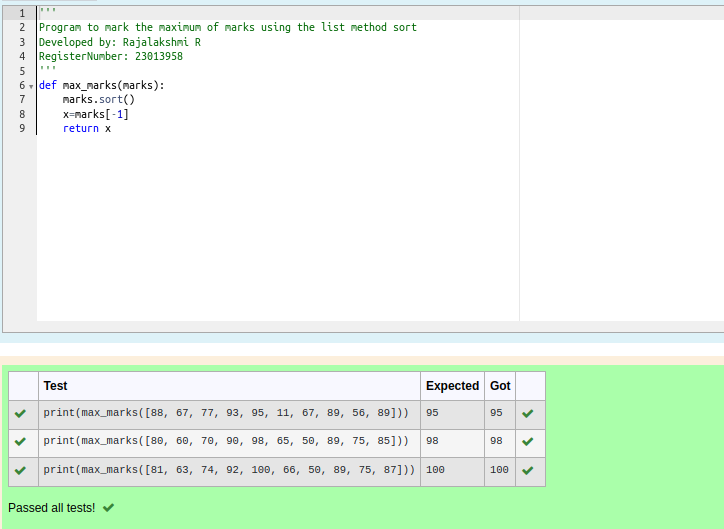 1 '''
2 Program to mark the maximum of marks using the list method sort
3 Developed by: Rajalakshmi R
4 RegisterNumber: 23013958
5 '''
6 def max_marks(marks):
7     marks.sort()
8     x=marks[-1]
9     return x
Test Expected Got
print(max_marks([88, 67, 77, 93, 95, 11, 67, 89, 56, 89])) 95 95
print(max_marks([80, 60, 70, 90, 98, 65, 50, 89, 75, 85])) 98 98
print(max_marks([81, 63, 74, 92, 100, 66, 50, 89, 75, 87])) 100 100
Passed all tests!